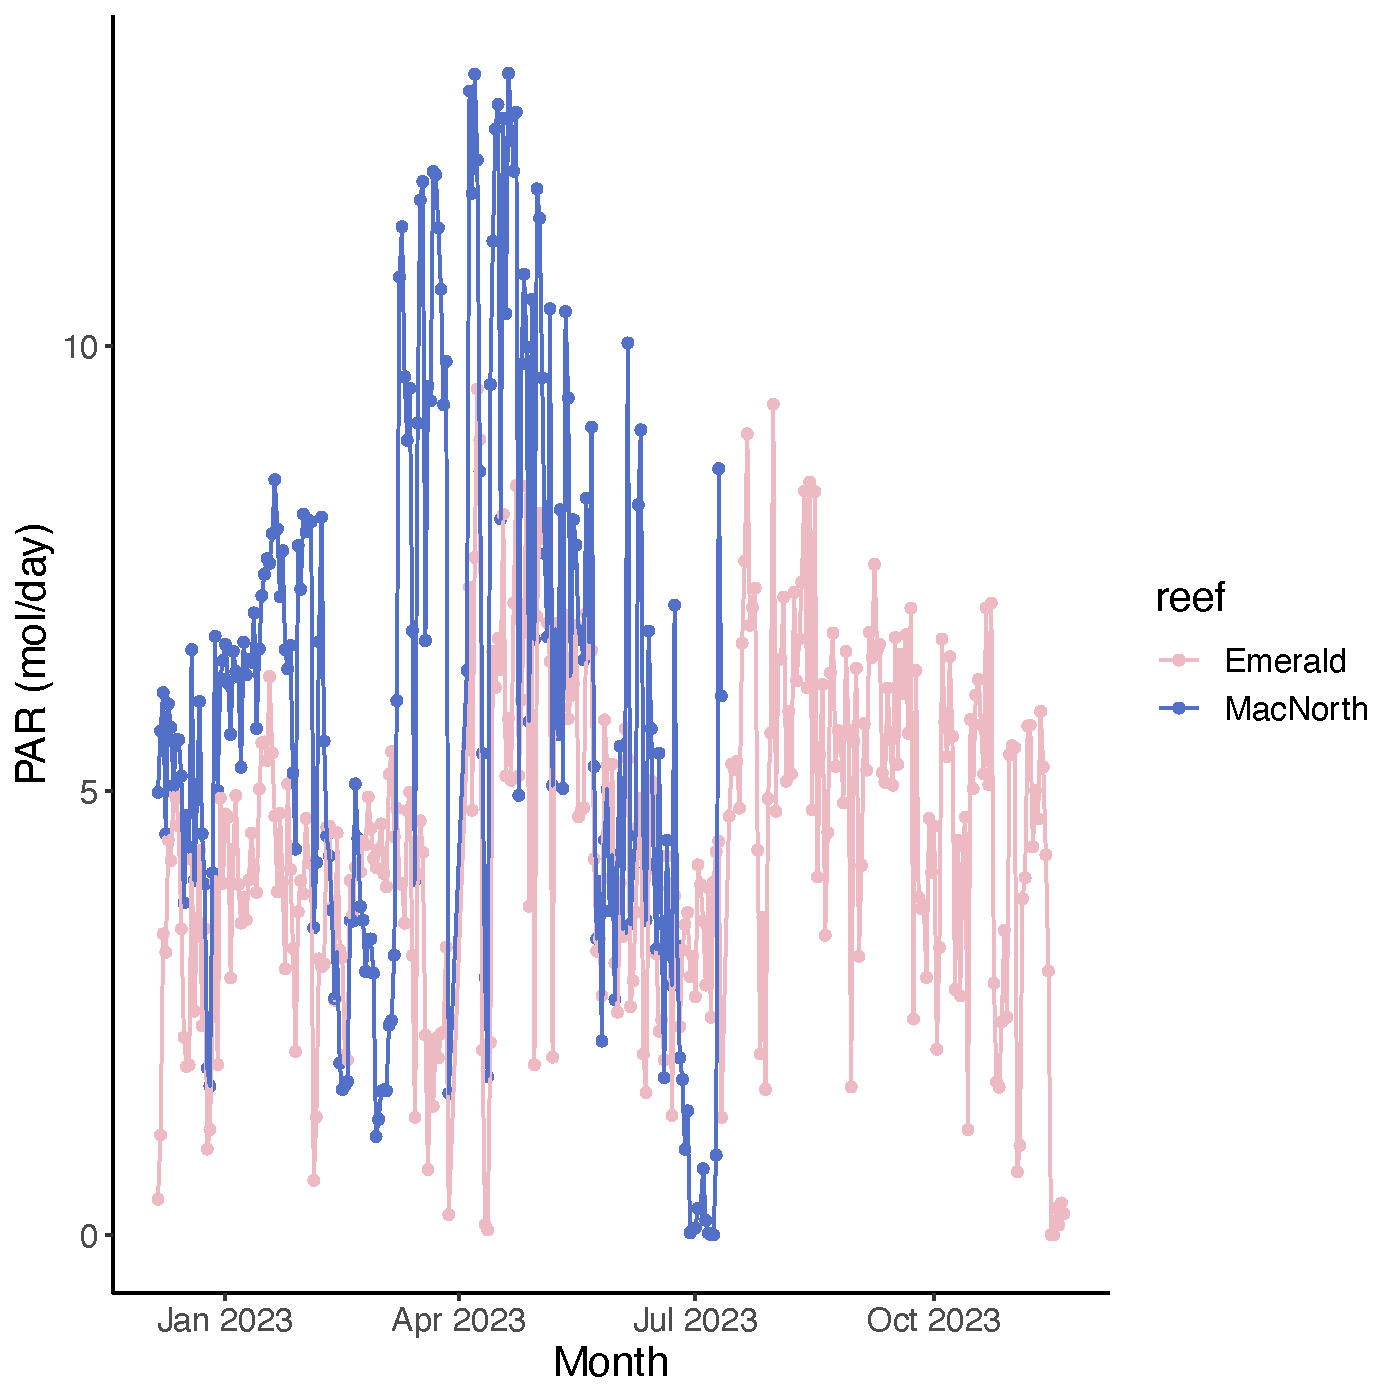 PAR (mol/day)
10
5
0
Jan 2023
Apr 2023
Jul 2023
Oct 2023
Month
reef
Emerald
MacNorth